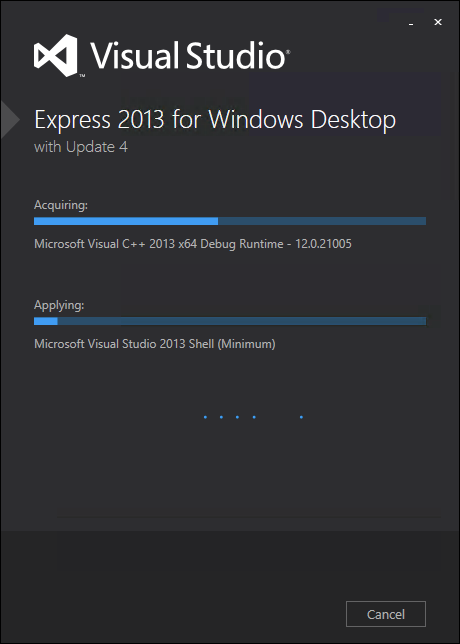 Visual Studio®
™
Express 2013 for Windows Desktop
with Update 4
Acquiring:
Microsoft Visual C++ 2013 x64 Debug Runtime - 12.0.21005
Applying:
Microsoft Visual Studio 2013 Shell (Minimum)
Cancel